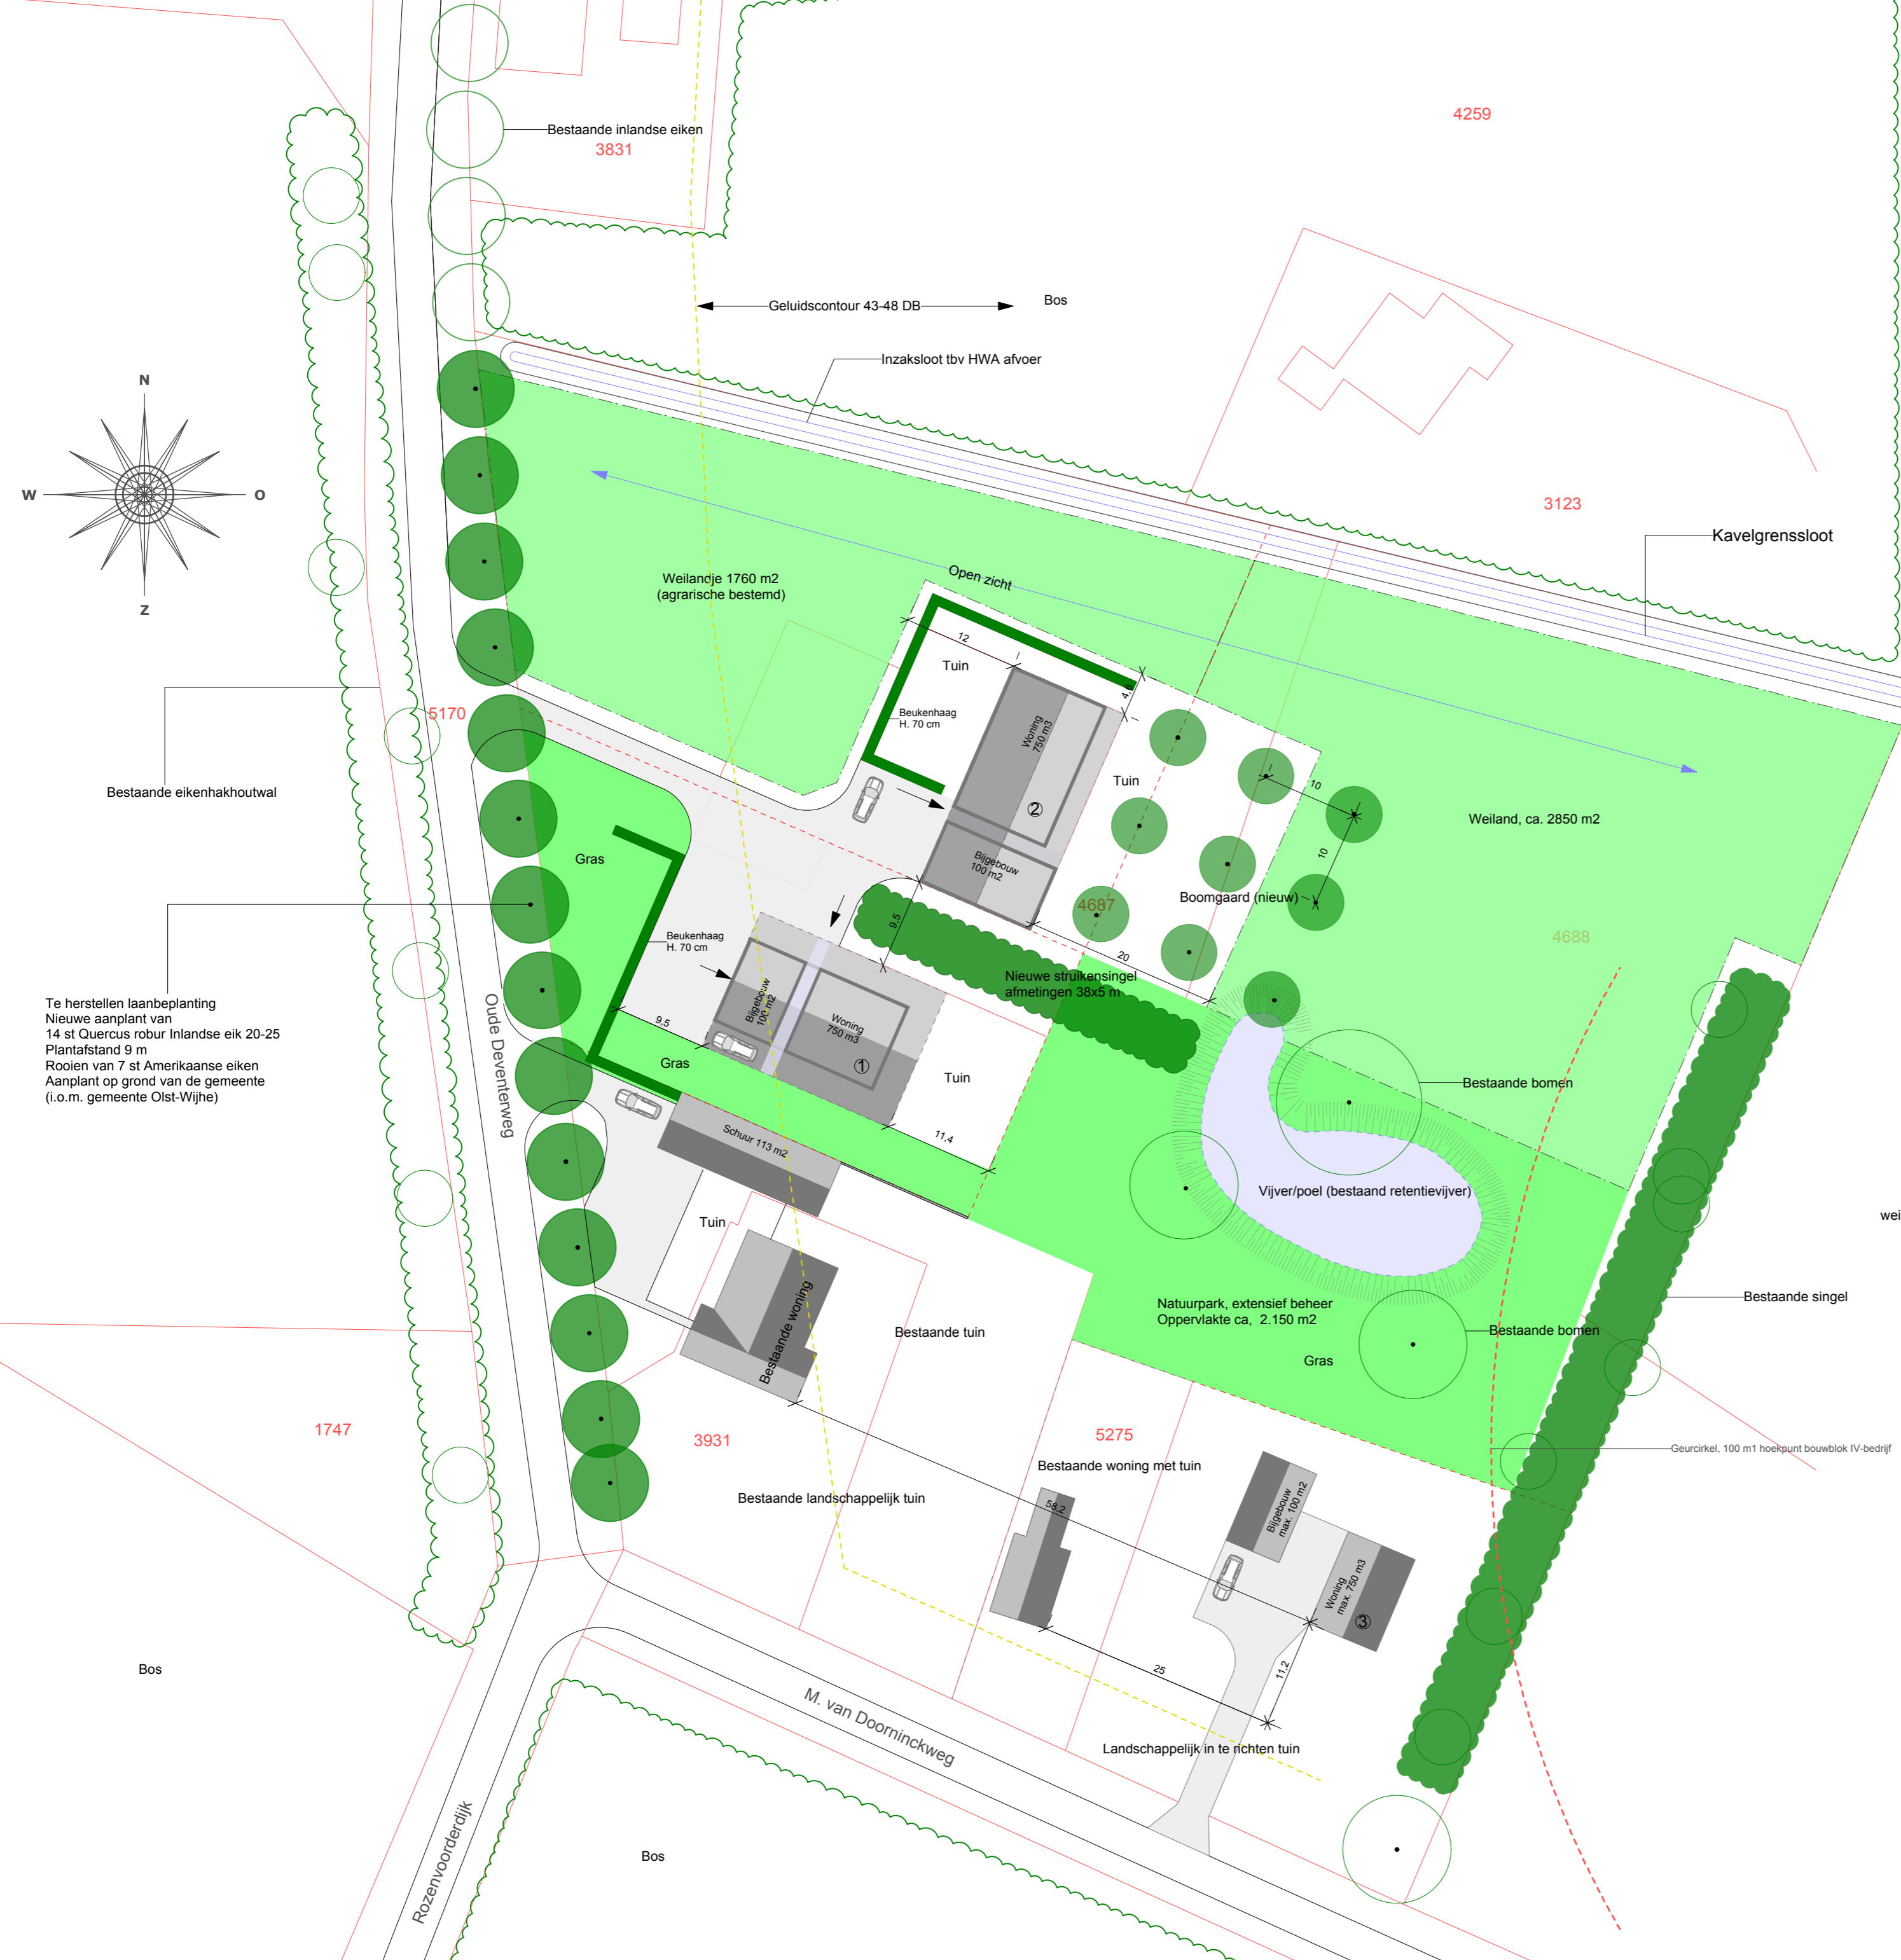 4259
Bestaande inlandse eiken
3831
Geluidscontour 43-48 DB
Bos
Inzaksloot tbv HWA afvoer
N
W
O
Z
3123
Kavelgrenssloot
Weilandje 1760 m2
(agrarische bestemd)
Open zicht
12
Tuin
4,8
5170
Beukenhaag
H. 70 cm
Woning
750 m3
Tuin
10
Bestaande eikenhakhoutwal
2
Weiland, ca. 2850 m2
10
Gras
Bijgebouw
100 m2
Boomgaard (nieuw)
4687
9,5
Beukenhaag
H. 70 cm
4688
20
Nieuwe struikensingel
afmetingen 38x5 m
Te herstellen laanbeplanting
Nieuwe aanplant van
14 st Quercus robur Inlandse eik 20-25
Plantafstand 9 m
Rooien van 7 st Amerikaanse eiken
Aanplant op grond van de gemeente
(i.o.m. gemeente Olst-Wijhe)
Oude Deventerweg
Bijgebouw
100 m2
Woning
750 m3
9,5
1
Gras
Tuin
Bestaande bomen
Schuur 113 m2
11,4
Vijver/poel (bestaand retentievijver)
Tuin
wei
Bestaande woning
Bestaande tuin
Natuurpark, extensief beheer
Oppervlakte ca, 2.150 m2
Bestaande singel
Bestaande bomen
Gras
1747
3931
5275
Geurcirkel, 100 m1 hoekpunt bouwblok IV-bedrijf
Bestaande woning met tuin
Bestaande landschappelijk tuin
58,2
Bijgebouw
max. 100 m2
Woning
max. 750 m3
3
Bos
25
11,2
M. van Doorninckweg
Landschappelijk in te richten tuin
Rozenvoorderdijk
Bos